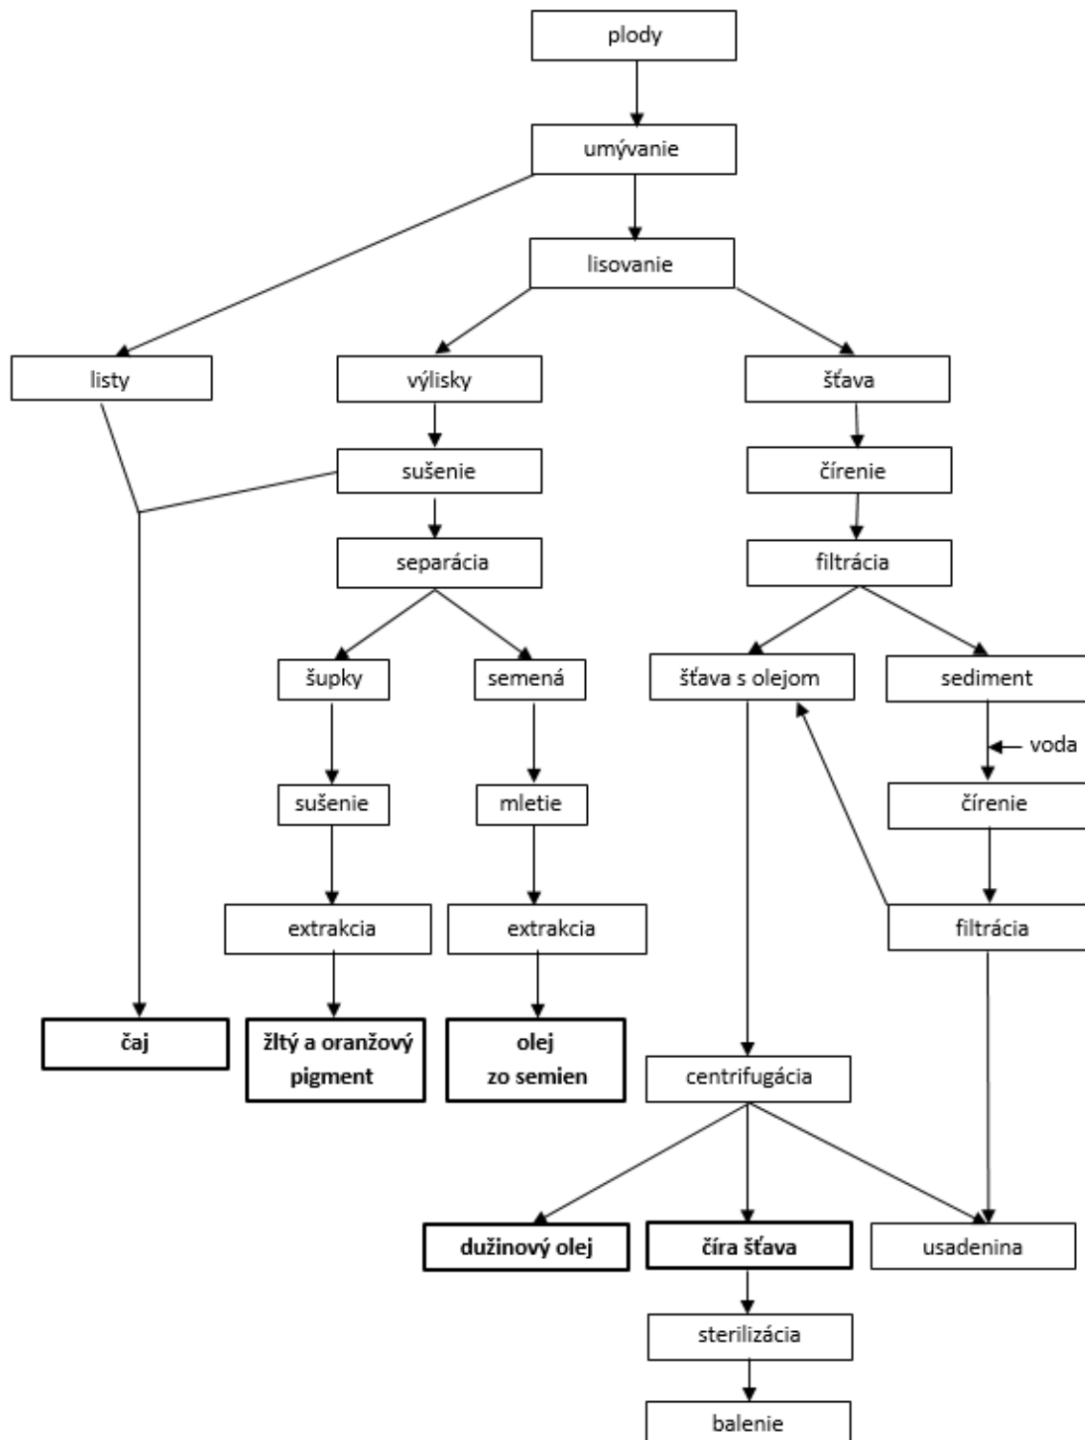 plody
umývanie
lisovanie
listy
výlisky
šťava
sušenie
čírenie
separácia
filtrácia
šupky
semená
šťava s olejom
sediment
voda
sušenie
mletie
čírenie
extrakcia
extrakcia
filtrácia
čaj
žltý a oranžový
pigment
olej
zo semien
centrifugácia
dužinový olej
číra šťava
usadenina
sterilizácia
balenie